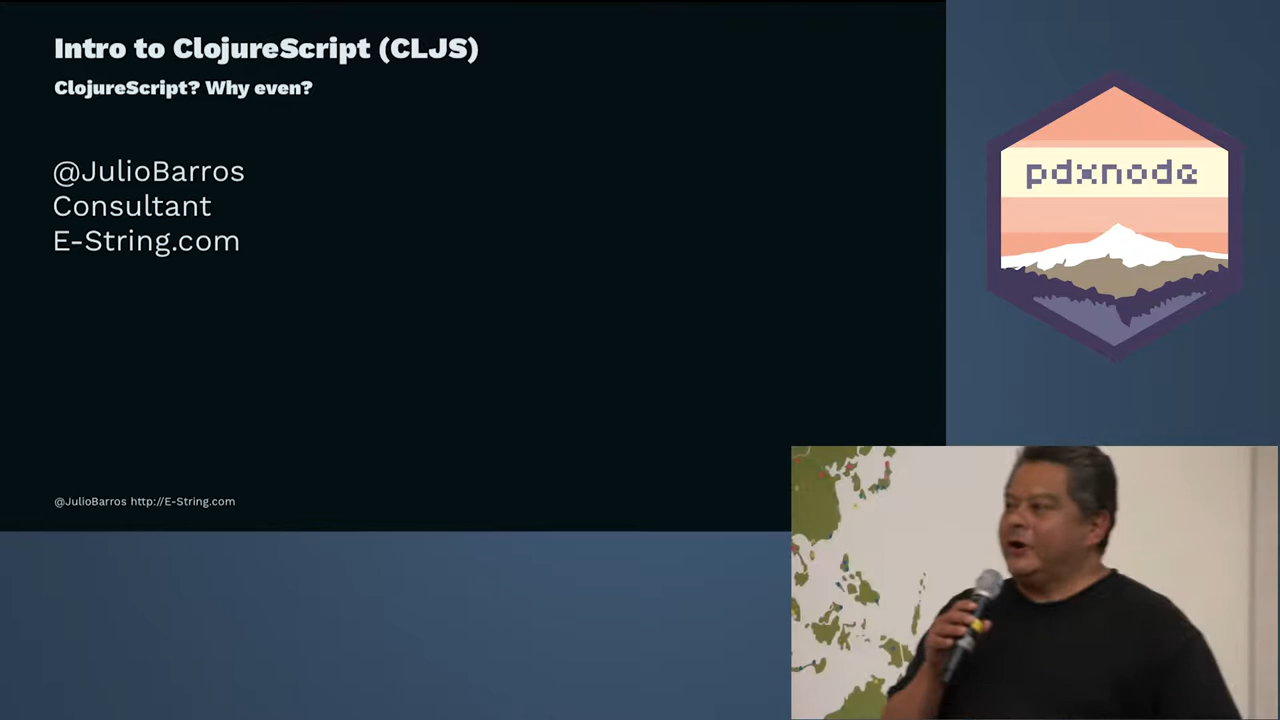 Intro to ClojureScript (CLJS)
ClojureScript? Why even?
@JulioBarros
Consultant
E-String.com
@JulioBarros http://E-String.com
pdxnode